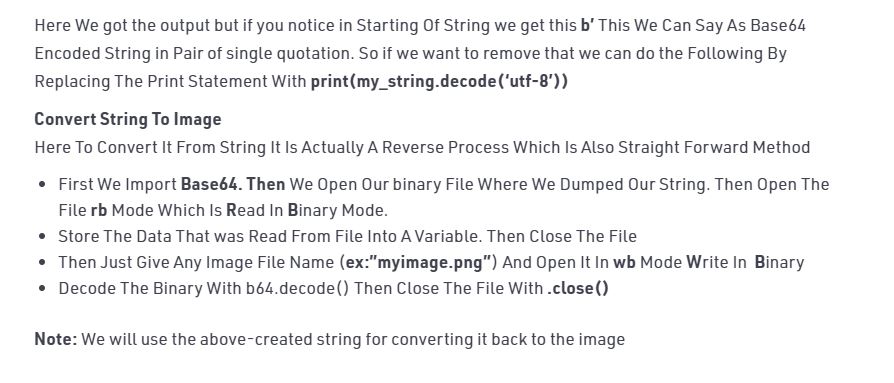 Here We got the output but if you notice in Starting Of String we get this b’ This We Can Say As Base64
Encoded String in Pair of single quotation. So if we want to remove that we can do the Following By
Replacing The Print Statement With print(my_string.decode(‘utf-8’))
Convert String To Image
Here To Convert It From String It Is Actually A Reverse Process Which Is Also Straight Forward Method
• First We Import Base64. Then We Open Our binary File Where We Dumped Our String. Then Open The
File rb Mode Which Is Read In Binary Mode.
• Store The Data That was Read From File Into A Variable. Then Close The File
• Then Just Give Any Image File Name (ex:”myimage.png”) And Open It In wb Mode Write In Binary
• Decode The Binary With b64.decode() Then Close The File With .close()
Note: We will use the above-created string for converting it back to the image